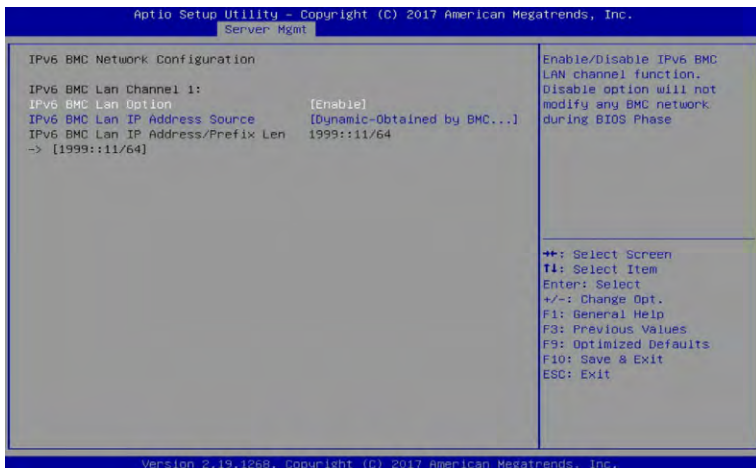 Aptio Setup Utility – Copyright (C) 2017 American Megatrends, Inc.
Server Mgmt
IPv6 BMC Network Configuration
IPv6 BMC Lan Channel 1:
IPv6 BMC Lan Option [Enable]
IPV6 BMC Lan IP Address Source [Dynamic-Obtained by BMC...]
IPv6 BMC Lan IP Address/Prefix Len 1999::11/64
-> [1999::11/64]
Enable/Disable IPv6 BMC
LAN channel function.
Disable option will not
modify any BMC network
during BIOS Phase
→←: Select Screen
↑↓: Select Item
Enter: Select
+/-: Change Opt.
F1: General Help
F3: Previous Values
F9: Optimized Defaults
F10: Save & Exit
ESC: Exit
Version 2.19.1268. Copyright (C) 2017 American Megatrends, Inc.